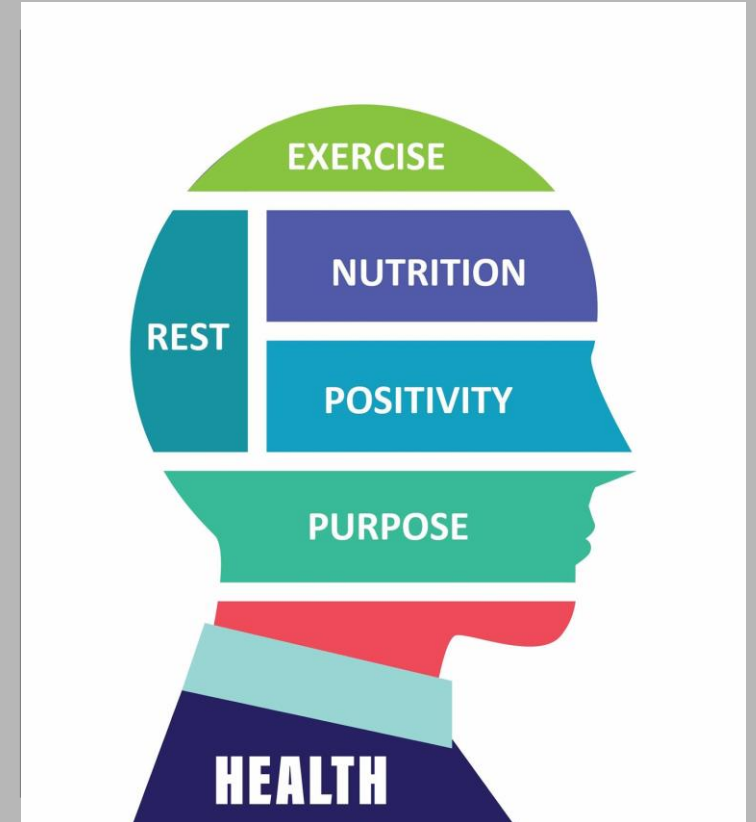 EXERCISE
NUTRITION
REST
POSITIVITY
PURPOSE
HEALTH